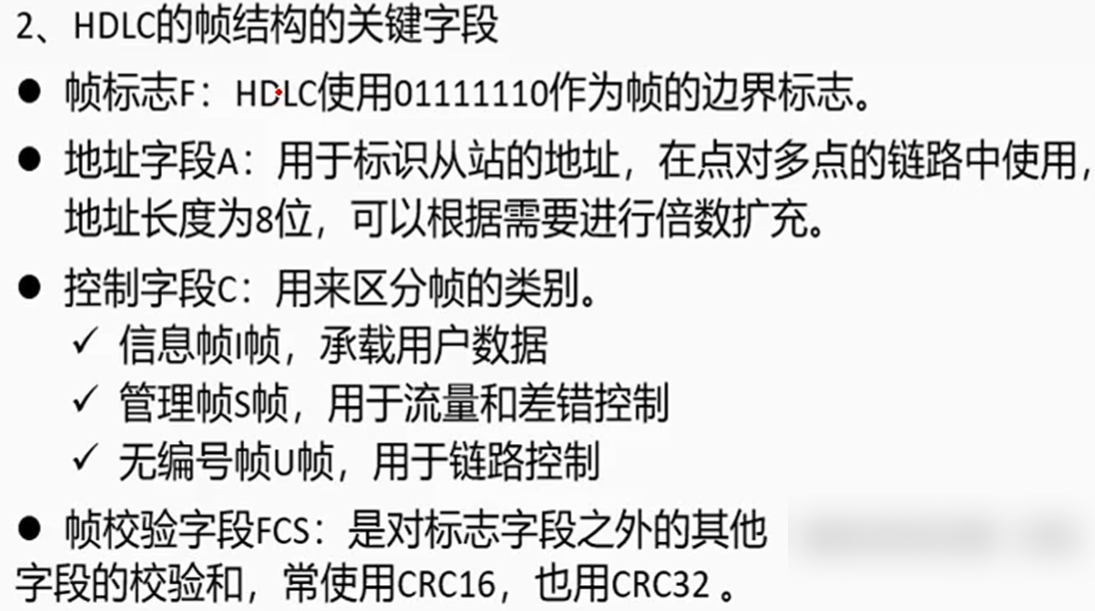 2、HDLC的帧结构的关键字段
● 帧标志F：HDLC使用01111110作为帧的边界标志。
● 地址字段A：用于标识从站的地址，在点对多点的链路中使用，
地址长度为8位，可以根据需要进行倍数扩充。
● 控制字段C：用来区分帧的类别。
✓ 信息帧I帧，承载用户数据
✓ 管理帧S帧，用于流量和差错控制
✓ 无编号帧U帧，用于链路控制
● 帧校验字段FCS：是对标志字段之外的其他
字段的校验和，常使用CRC16，也用CRC32 。